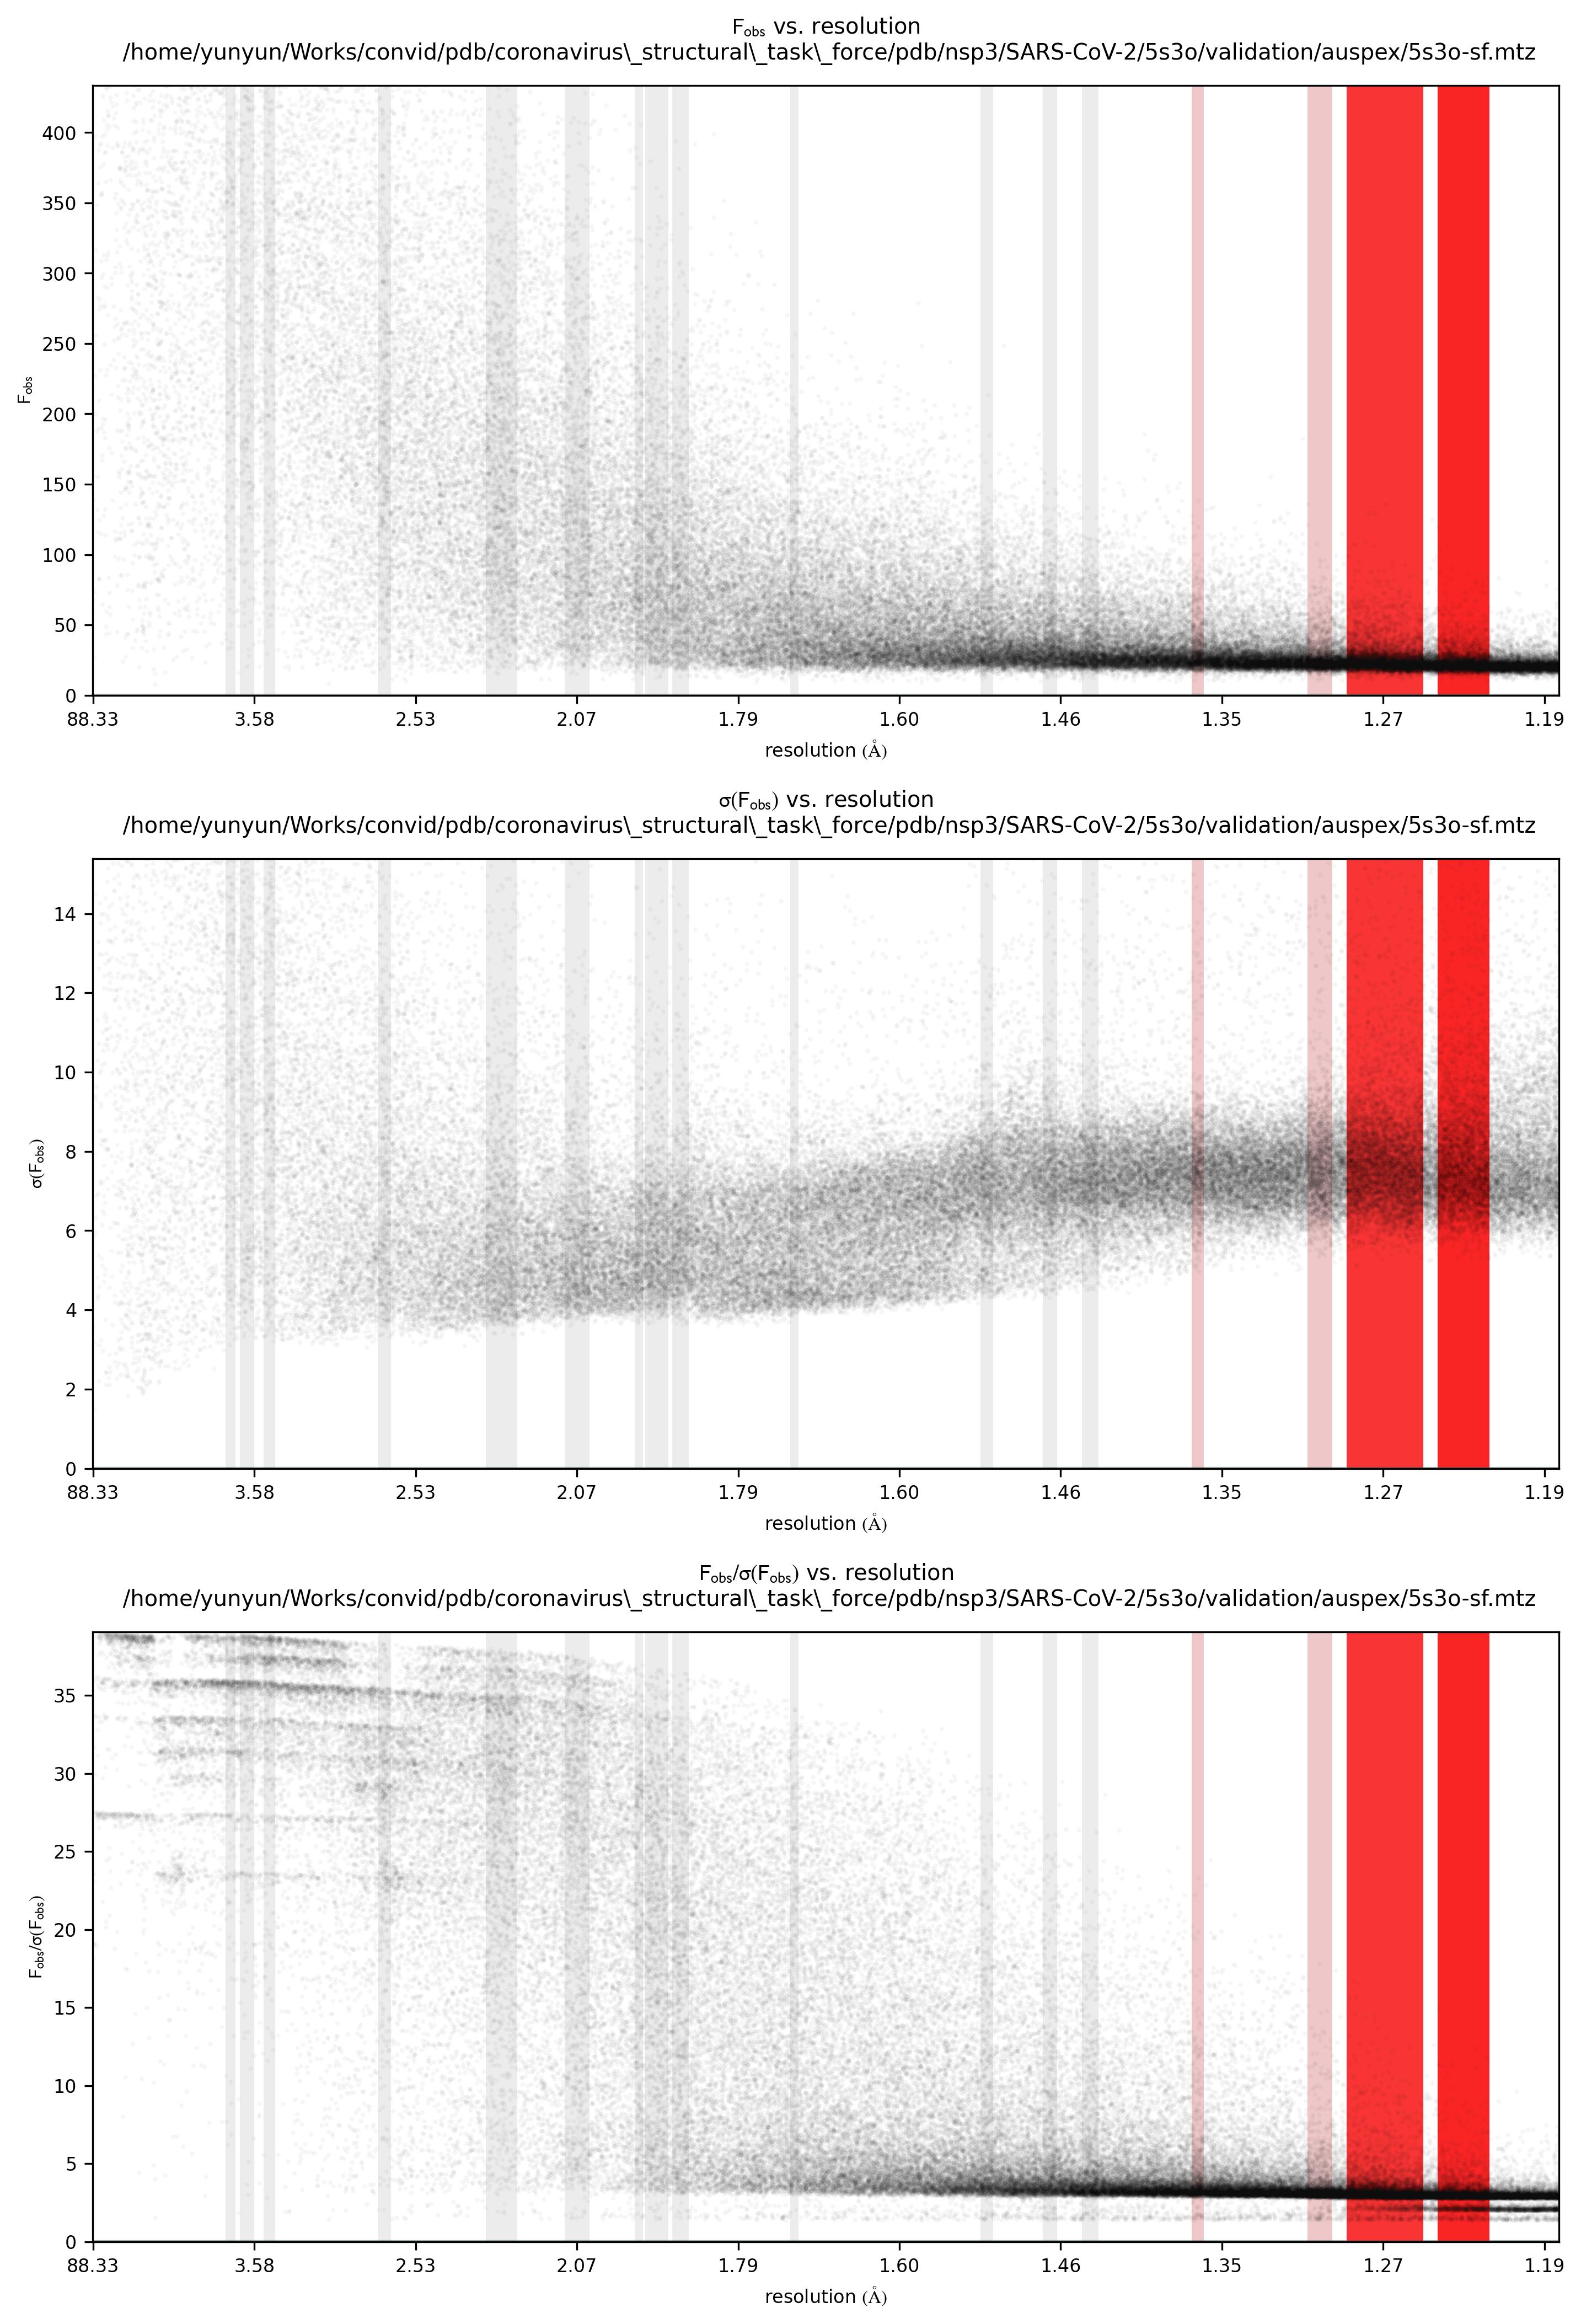 F_obs vs. resolution
/home/yunyun/Works/convid/pdb/coronavirus\_structural\_task\_force/pdb/nsp3/SARS-CoV-2/5s3o/validation/auspex/5s3o-sf.mtz
400
350
300
250
200
150
100
50
0
F_obs
88.33 3.58 2.53 2.07 1.79 1.60 1.46 1.35 1.27 1.19
resolution (Å)
σ(F_obs) vs. resolution
/home/yunyun/Works/convid/pdb/coronavirus\_structural\_task\_force/pdb/nsp3/SARS-CoV-2/5s3o/validation/auspex/5s3o-sf.mtz
14
12
10
8
6
4
2
0
σ(F_obs)
88.33 3.58 2.53 2.07 1.79 1.60 1.46 1.35 1.27 1.19
resolution (Å)
F_obs/σ(F_obs) vs. resolution
/home/yunyun/Works/convid/pdb/coronavirus\_structural\_task\_force/pdb/nsp3/SARS-CoV-2/5s3o/validation/auspex/5s3o-sf.mtz
35
30
25
20
15
10
5
0
F_obs/σ(F_obs)
88.33 3.58 2.53 2.07 1.79 1.60 1.46 1.35 1.27 1.19
resolution (Å)